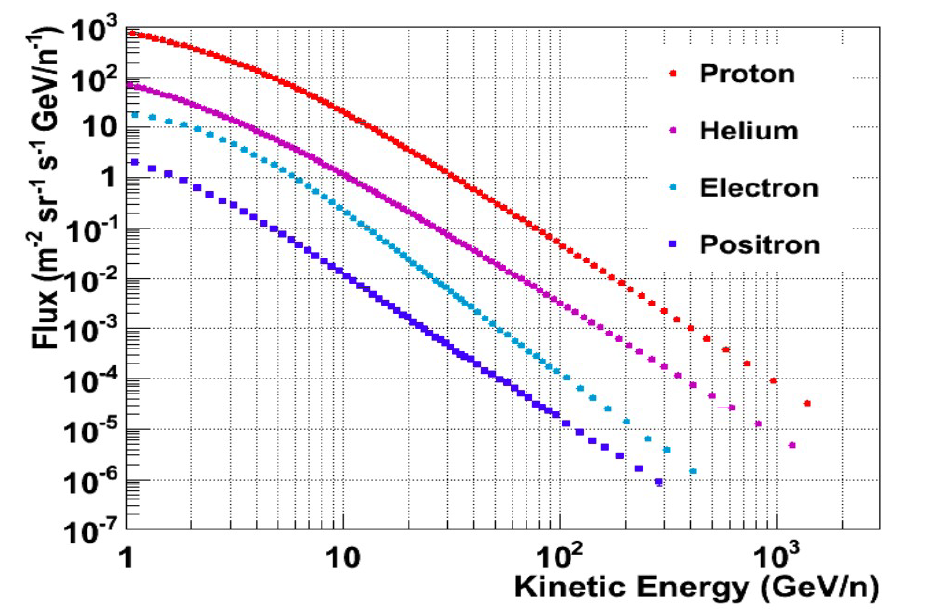 10³
10²
10
1
10⁻¹
10⁻²
10⁻³
10⁻⁴
10⁻⁵
10⁻⁶
10⁻⁷
Flux (m⁻² sr⁻¹ s⁻¹ GeV/n⁻¹)
Proton
Helium
Electron
Positron
1 10 10² 10³
Kinetic Energy (GeV/n)